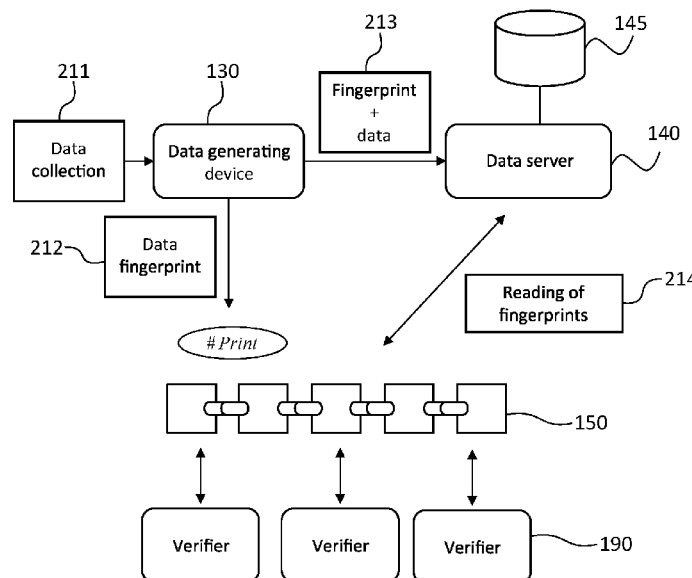 213
145
211
130
Fingerprint
+
data
Data
collection
Data generating
device
Data server
140
212
Data
fingerprint
Reading of
fingerprints
214
# Print
150
Verifier
Verifier
Verifier
190